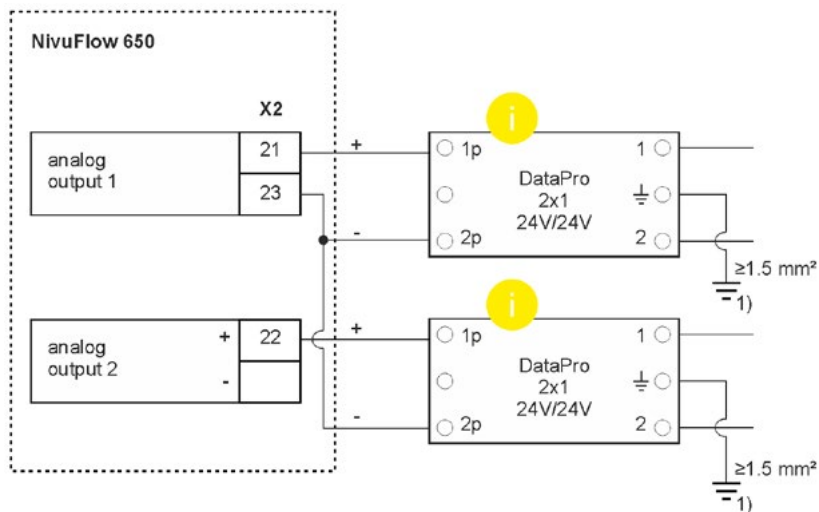 NivuFlow 650
X2
i
analog
output 1
21
23
+
-
1p
2p
DataPro
2x1
24V/24V
1
2
≥1.5 mm²
1)
i
analog
output 2
+
-
22
+
-
1p
2p
DataPro
2x1
24V/24V
1
2
≥1.5 mm²
1)